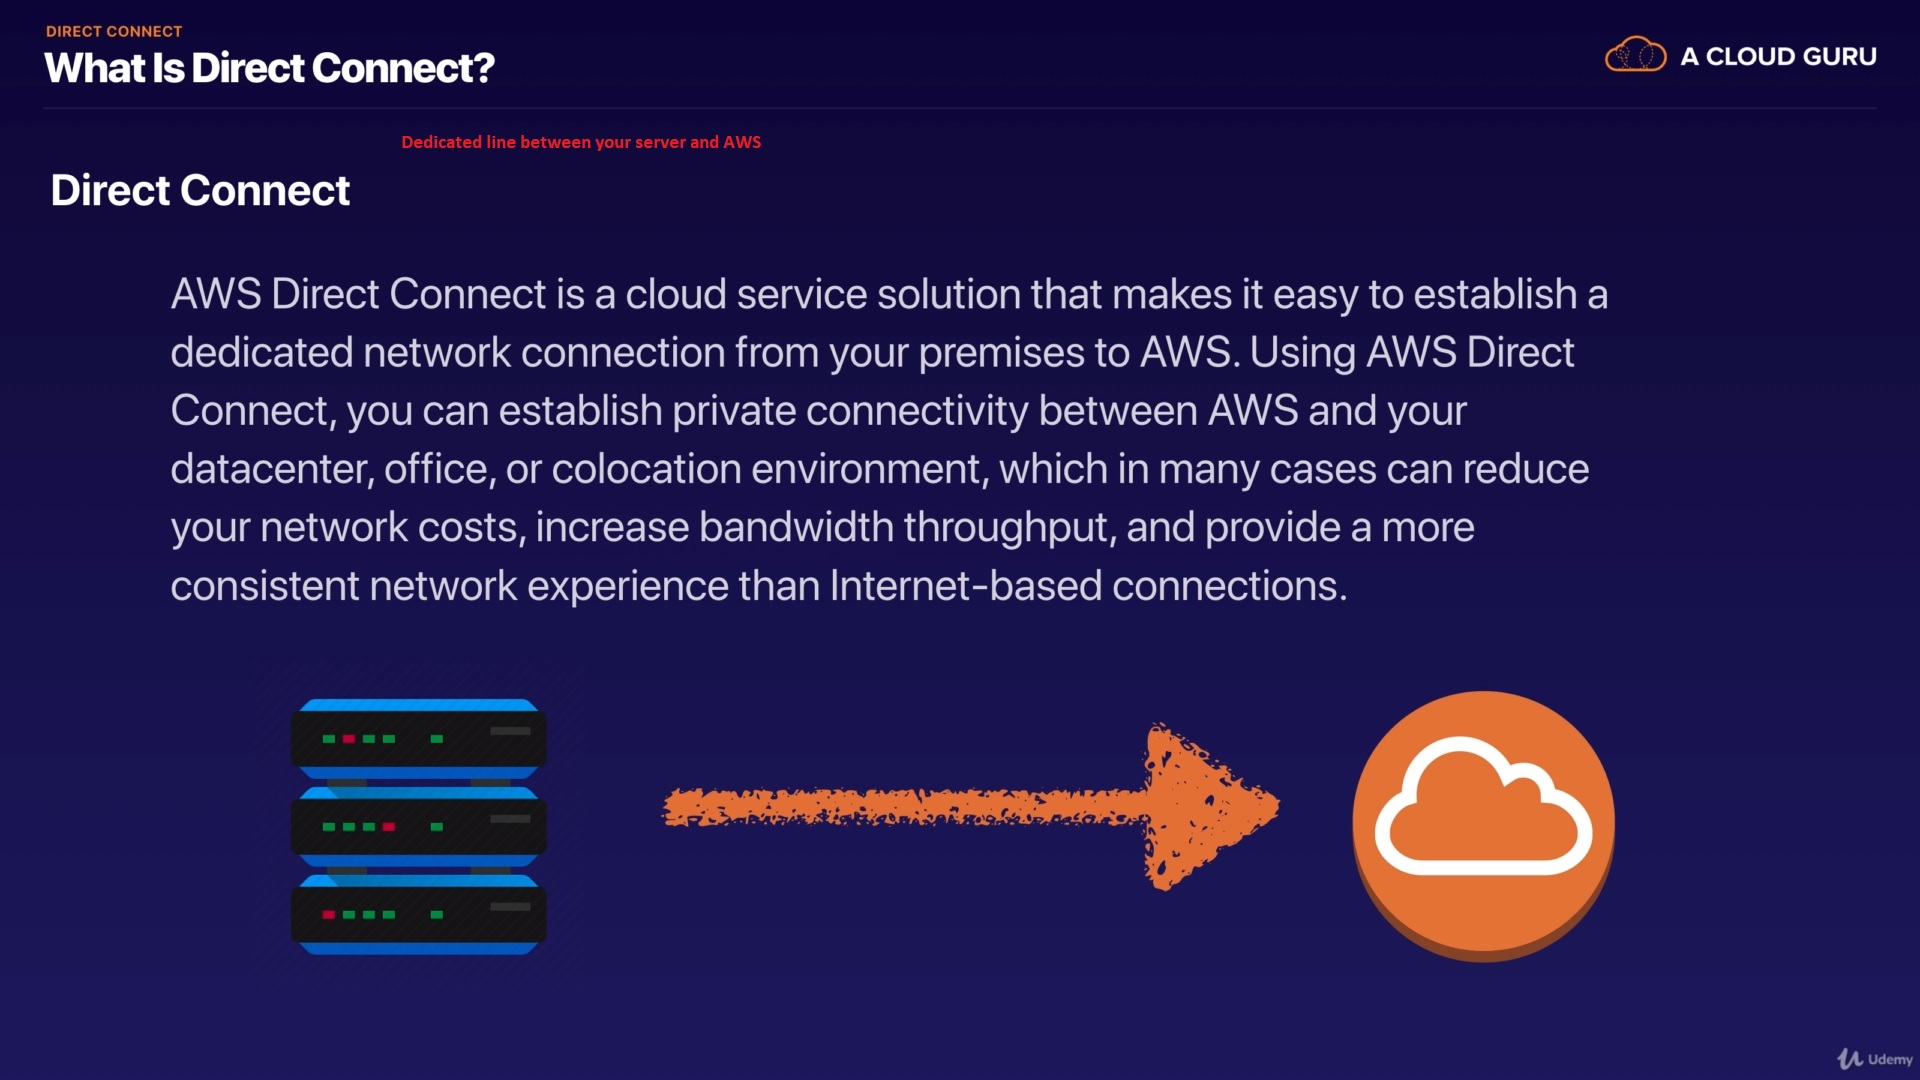 DIRECT CONNECT
What Is Direct Connect?
A CLOUD GURU
Dedicated line between your server and AWS
Direct Connect
AWS Direct Connect is a cloud service solution that makes it easy to establish a
dedicated network connection from your premises to AWS. Using AWS Direct
Connect, you can establish private connectivity between AWS and your
datacenter, office, or colocation environment, which in many cases can reduce
your network costs, increase bandwidth throughput, and provide a more
consistent network experience than Internet-based connections.
Udemy